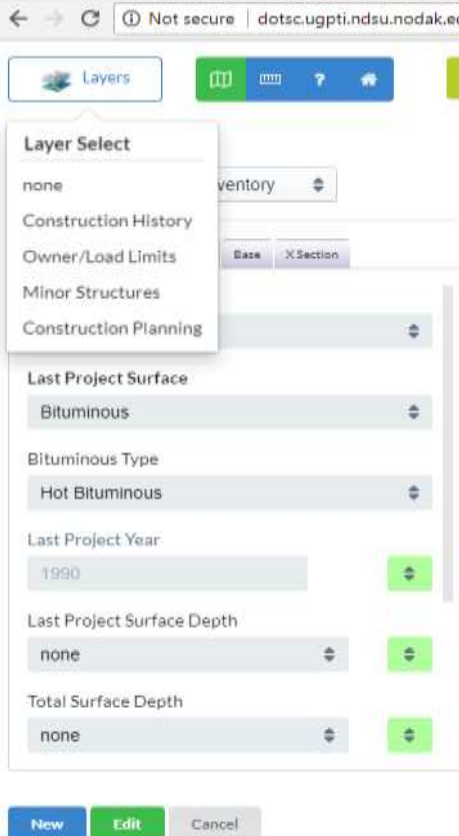 Not secure dotsc.ugpti.ndsu.nodak.e
Layers
?
Layer Select
none
ventory
Construction History
Owner/Load Limits
Base X Section
Minor Structures
Construction Planning
Last Project Surface
Bituminous
Bituminous Type
Hot Bituminous
Last Project Year
1990
Last Project Surface Depth
none
Total Surface Depth
none
New Edit Cancel